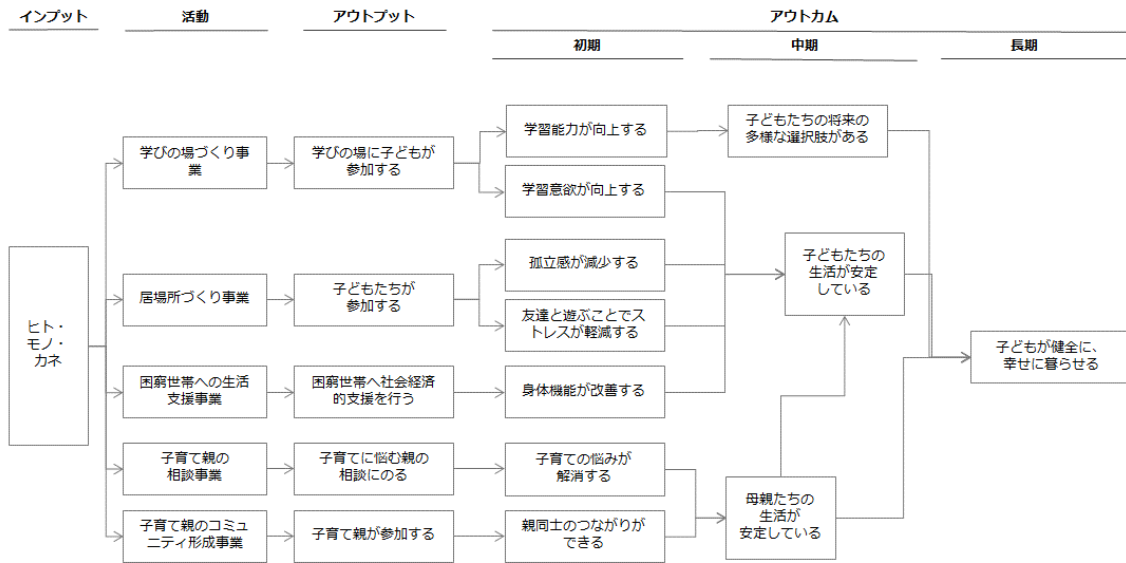 インプット
活動
アウトプット
アウトカム
初期
中期
長期
ヒト・
モノ・
カネ
学びの場づくり事
業
学びの場に子どもが
参加する
学習能力が向上する
子どもたちの将来の
多様な選択肢がある
学習意欲が向上する
居場所づくり事業
子どもたちが
参加する
孤立感が減少する
友達と遊ぶことでス
トレスが軽減する
子どもたちの
生活が安定
している
困窮世帯への生活
支援事業
困窮世帯へ社会経済
的支援を行う
身体機能が改善する
子どもが健全に、
幸せに暮らせる
子育て親の
相談事業
子育てに悩む親の
相談にのる
子育ての悩みが
解消する
母親たちの
生活が
安定している
子育て親のコミュ
ニティ形成事業
子育て親が参加する
親同士のつながりが
できる